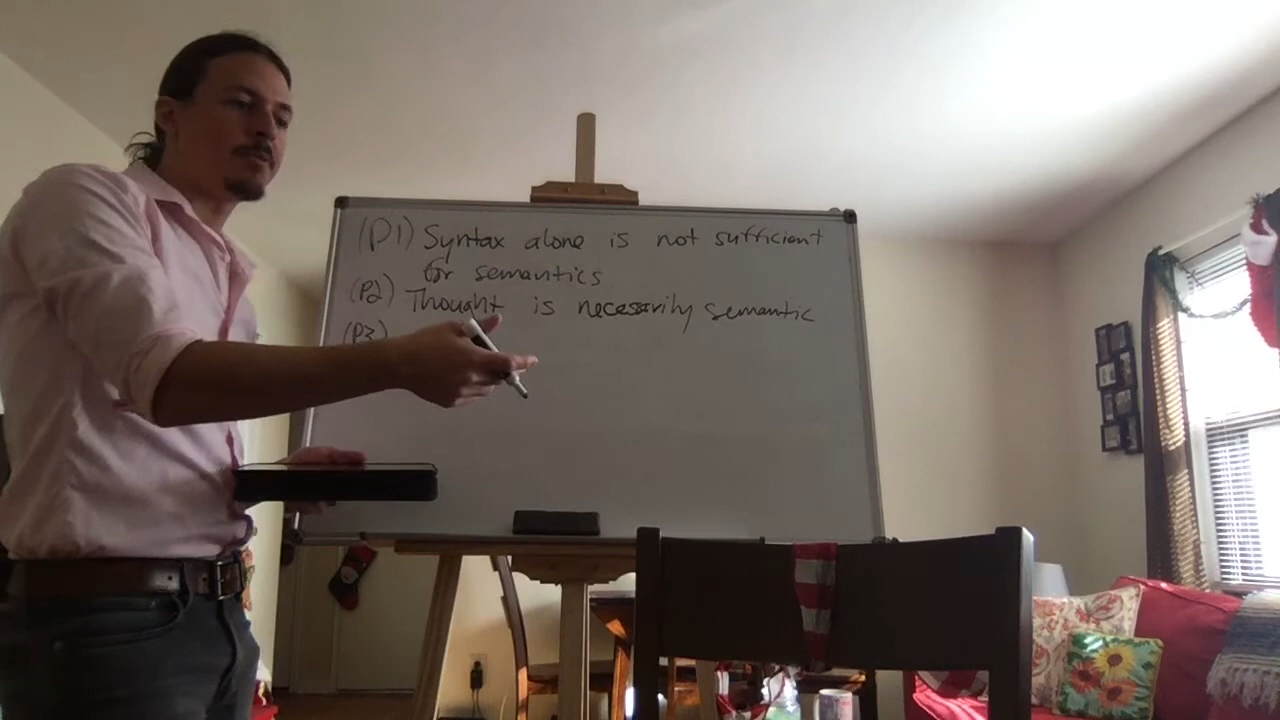 (P1) Syntax alone is not sufficient
for semantics
(P2) Thought is necessarily semantic
(P3)